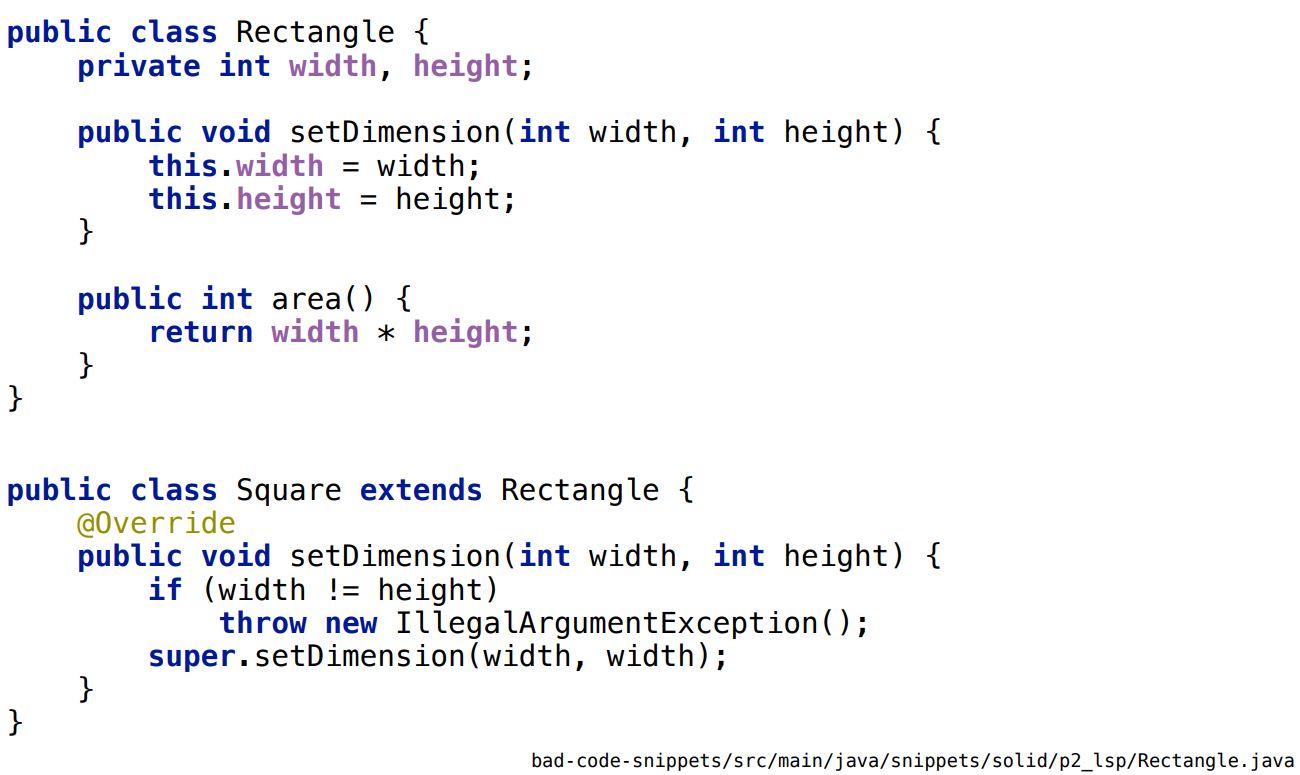 public class Rectangle {
    private int width, height;

    public void setDimension(int width, int height) {
        this.width = width;
        this.height = height;
    }

    public int area() {
        return width * height;
    }
}

public class Square extends Rectangle {
    @Override
    public void setDimension(int width, int height) {
        if (width != height)
            throw new IllegalArgumentException();
        super.setDimension(width, width);
    }
}
bad-code-snippets/src/main/java/snippets/solid/p2_lsp/Rectangle.java